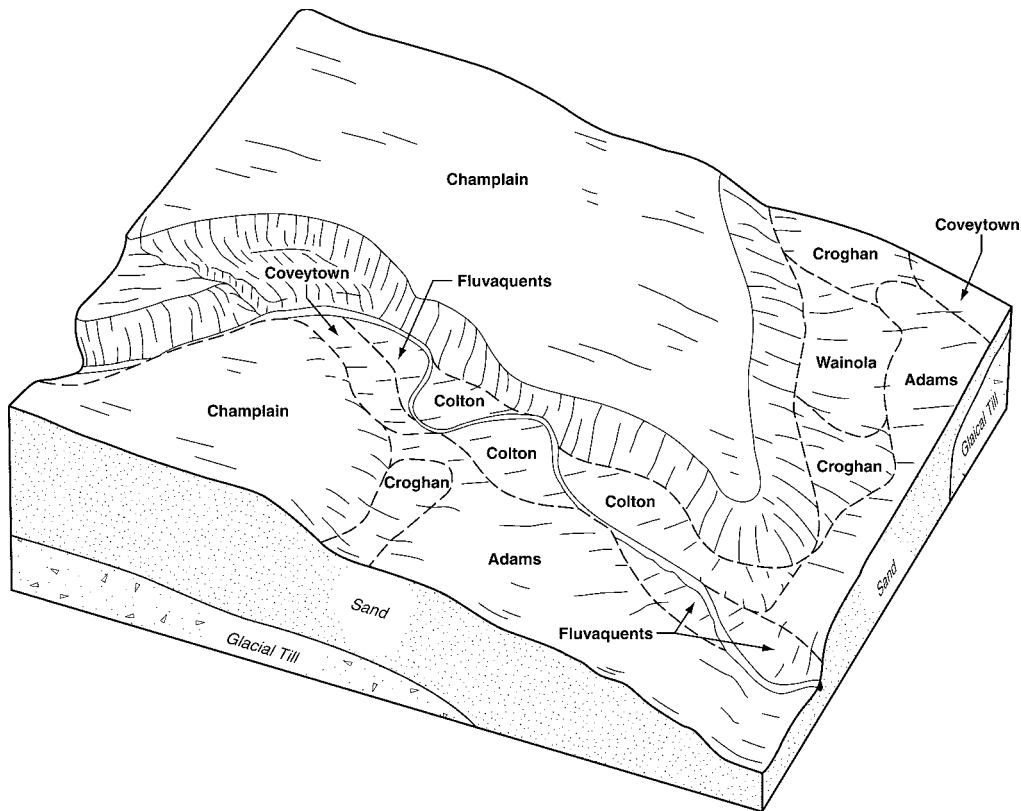 Champlain
Coveytown
Croghan
Coveytown
Fluvaquents
Wainola
Adams
Colton
Champlain
Glaical Till
Colton
Croghan
Croghan
Colton
Adams
Sand
Sand
Fluvaquents
Glacial Till